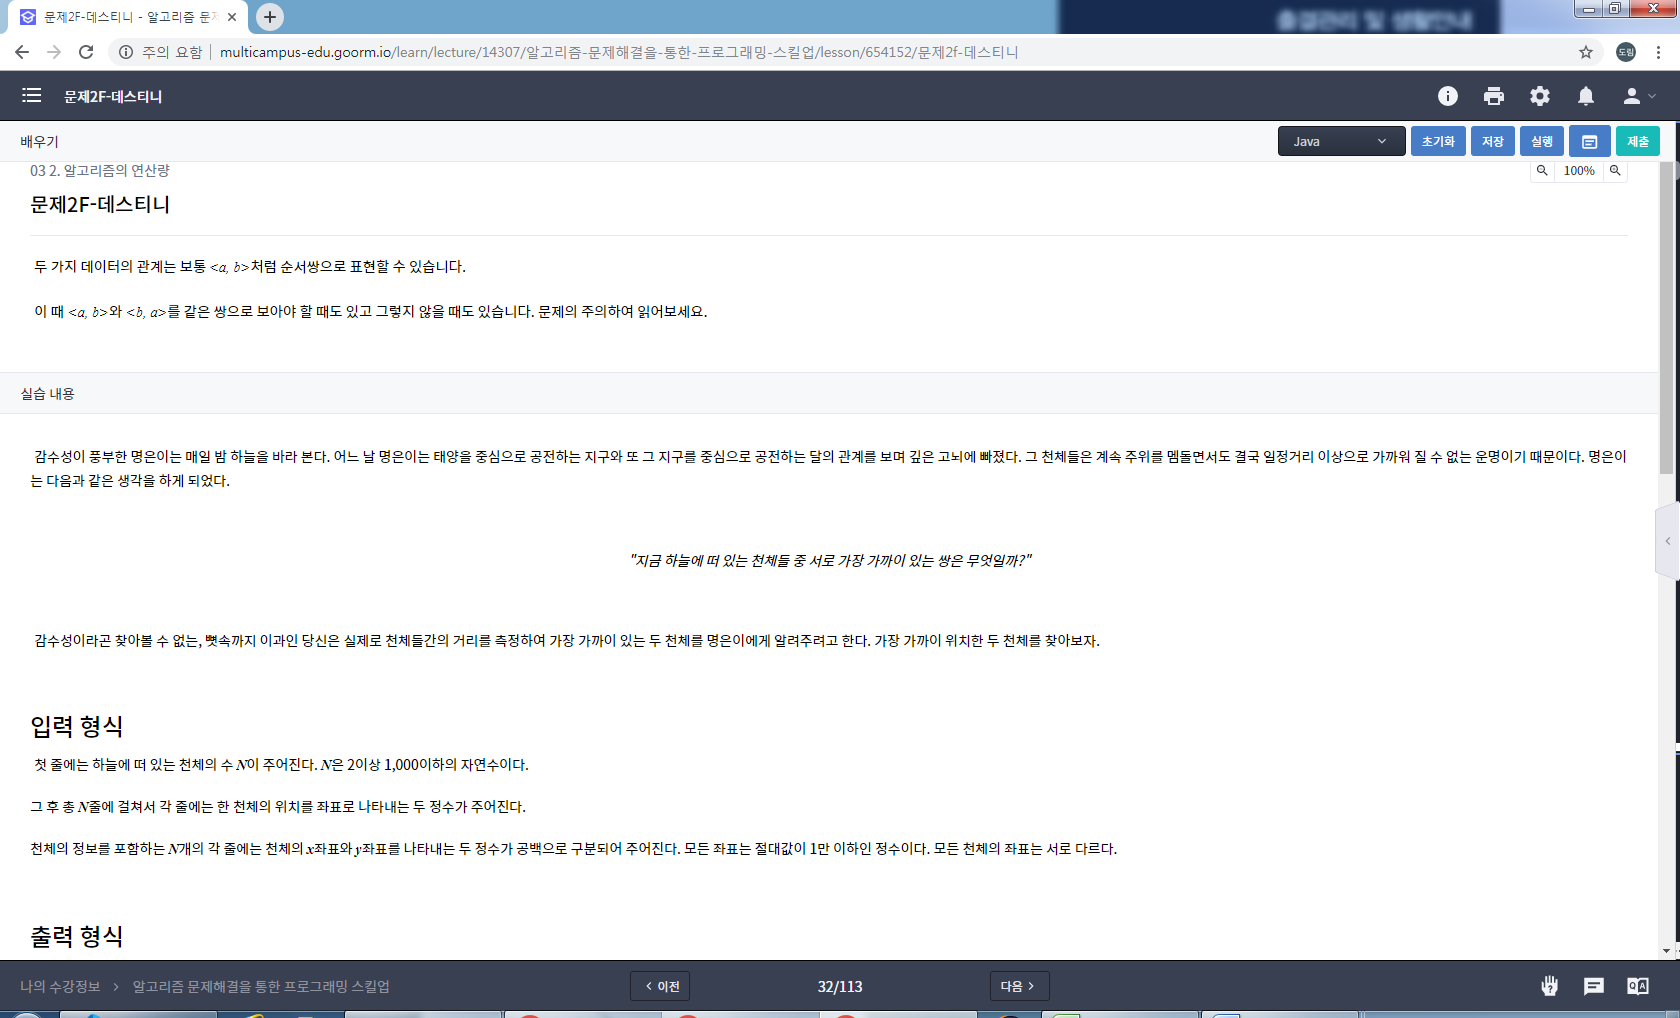 문제2F-데스티니 - 알고리즘 문제
주의 요함 multicampus-edu.goorm.io/learn/lecture/14307/알고리즘-문제해결을-통한-프로그래밍-스킬업/lesson/654152/문제2f-데스티니
도림
문제2F-데스티니
배우기
Java
초기화
저장
실행
제출
03 2. 알고리즘의 연산량
100%
문제2F-데스티니
두 가지 데이터의 관계는 보통 <a, b>처럼 순서쌍으로 표현할 수 있습니다.
이 때 <a, b>와 <b, a>를 같은 쌍으로 보아야 할 때도 있고 그렇지 않을 때도 있습니다. 문제의 주의하여 읽어보세요.
실습 내용
감수성이 풍부한 명은이는 매일 밤 하늘을 바라 본다. 어느 날 명은이는 태양을 중심으로 공전하는 지구와 또 그 지구를 중심으로 공전하는 달의 관계를 보며 깊은 고뇌에 빠졌다. 그 천체들은 계속 주위를 멤돌면서도 결국 일정거리 이상으로 가까워 질 수 없는 운명이기 때문이다. 명은이
는 다음과 같은 생각을 하게 되었다.
"지금 하늘에 떠 있는 천체들 중 서로 가장 가까이 있는 쌍은 무엇일까?"
감수성이라곤 찾아볼 수 없는, 뼛속까지 이과인 당신은 실제로 천체들간의 거리를 측정하여 가장 가까이 있는 두 천체를 명은이에게 알려주려고 한다. 가장 가까이 위치한 두 천체를 찾아보자.
입력 형식
첫 줄에는 하늘에 떠 있는 천체의 수 N이 주어진다. N은 2이상 1,000이하의 자연수이다.
그 후 총 N줄에 걸쳐서 각 줄에는 한 천체의 위치를 좌표로 나타내는 두 정수가 주어진다.
천체의 정보를 포함하는 N개의 각 줄에는 천체의 x좌표와 y좌표를 나타내는 두 정수가 공백으로 구분되어 주어진다. 모든 좌표는 절대값이 1만 이하인 정수이다. 모든 천체의 좌표는 서로 다르다.
출력 형식
나의 수강정보 > 알고리즘 문제해결을 통한 프로그래밍 스킬업
< 이전
32/113
다음 >